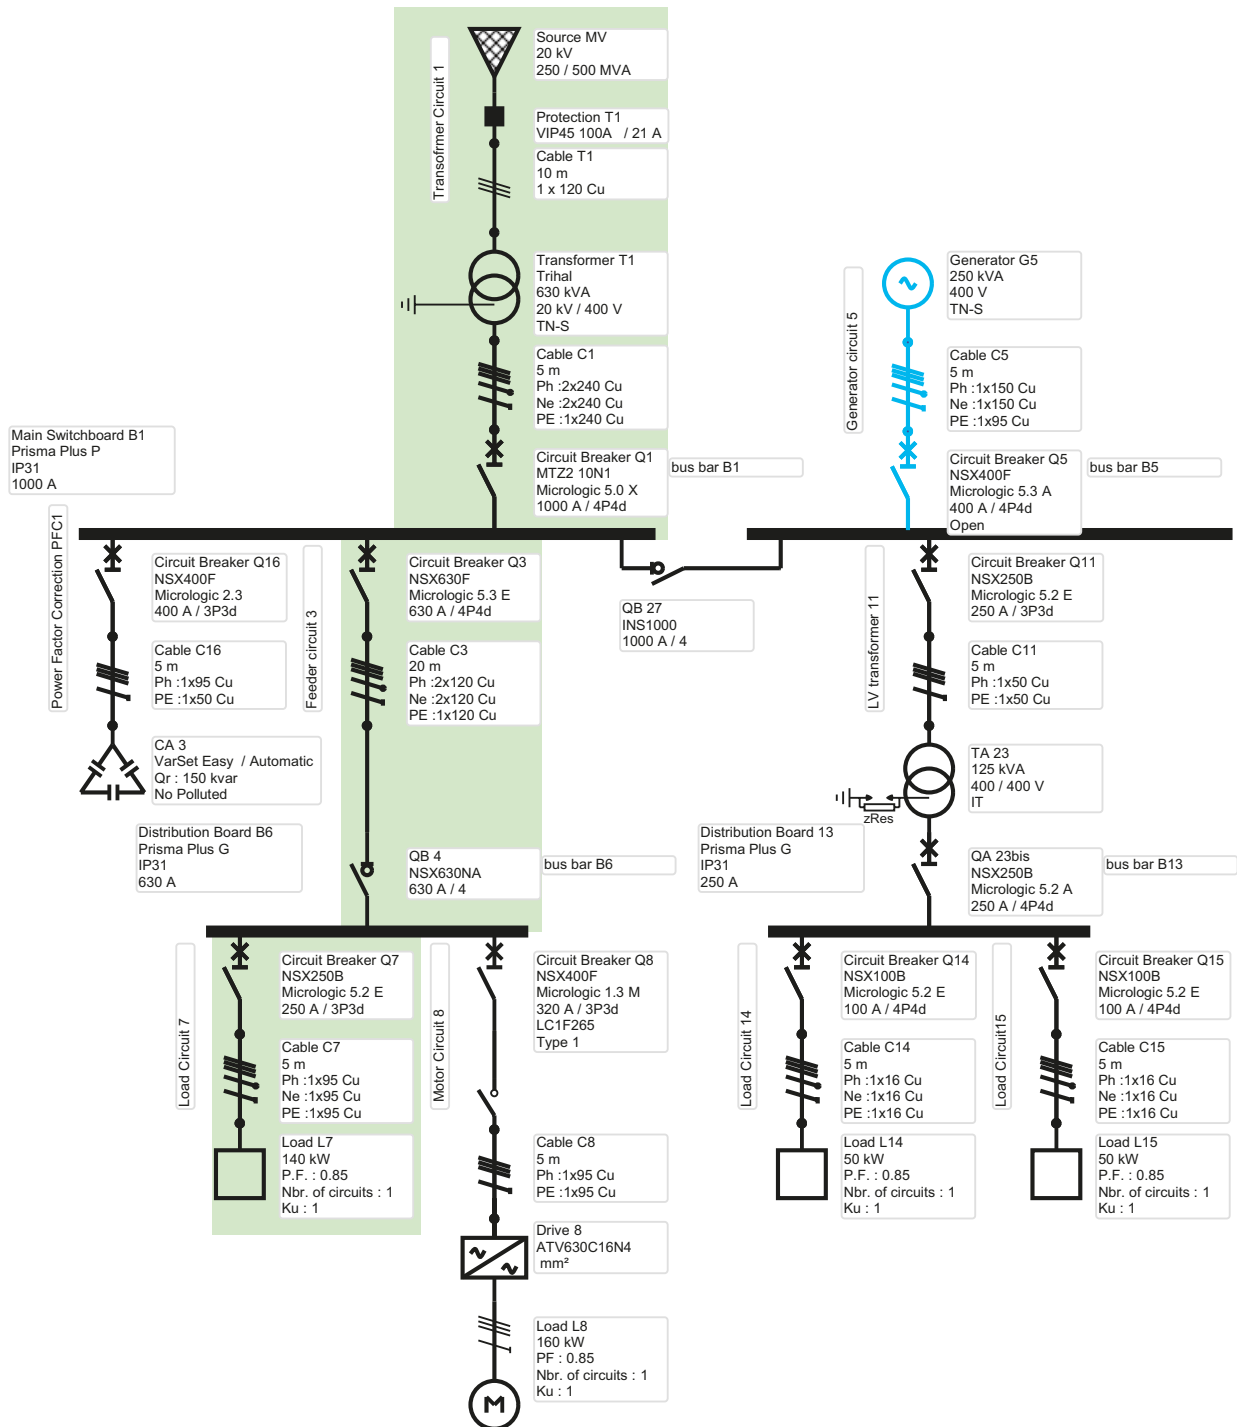 Transofrmer Circuit 1
Source MV
20 kV
250 / 500 MVA
Protection T1
VIP45 100A / 21 A
Cable T1
10 m
1 x 120 Cu
Transformer T1
Trihal
630 kVA
20 kV / 400 V
TN-S
Cable C1
5 m
Ph :2x240 Cu
Ne :2x240 Cu
PE :1x240 Cu
Circuit Breaker Q1
MTZ2 10N1
Micrologic 5.0 X
1000 A / 4P4d
bus bar B1
Generator circuit 5
Generator G5
250 kVA
400 V
TN-S
Cable C5
5 m
Ph :1x150 Cu
Ne :1x150 Cu
PE :1x95 Cu
Circuit Breaker Q5
NSX400F
Micrologic 5.3 A
400 A / 4P4d
Open
bus bar B5
Main Switchboard B1
Prisma Plus P
IP31
1000 A
Power Factor Correction PFC1
Circuit Breaker Q16
NSX400F
Micrologic 2.3
400 A / 3P3d
Cable C16
5 m
Ph :1x95 Cu
PE :1x50 Cu
CA 3
VarSet Easy / Automatic
Qr : 150 kvar
No Polluted
Feeder circuit 3
Circuit Breaker Q3
NSX630F
Micrologic 5.3 E
630 A / 4P4d
Cable C3
20 m
Ph :2x120 Cu
Ne :2x120 Cu
PE :1x120 Cu
QB 27
INS1000
1000 A / 4
LV transformer 11
Circuit Breaker Q11
NSX250B
Micrologic 5.2 E
250 A / 3P3d
Cable C11
5 m
Ph :1x50 Cu
PE :1x50 Cu
TA 23
125 kVA
400 / 400 V
IT
zRes
Distribution Board B6
Prisma Plus G
IP31
630 A
QB 4
NSX630NA
630 A / 4
bus bar B6
Distribution Board 13
Prisma Plus G
IP31
250 A
QA 23bis
NSX250B
Micrologic 5.2 A
250 A / 4P4d
bus bar B13
Load Circuit 7
Circuit Breaker Q7
NSX250B
Micrologic 5.2 E
250 A / 3P3d
Cable C7
5 m
Ph :1x95 Cu
Ne :1x95 Cu
PE :1x95 Cu
Load L7
140 kW
P.F. : 0.85
Nbr. of circuits : 1
Ku : 1
Motor Circuit 8
Circuit Breaker Q8
NSX400F
Micrologic 1.3 M
320 A / 3P3d
LC1F265
Type 1
Cable C8
5 m
Ph :1x95 Cu
PE :1x95 Cu
Drive 8
ATV630C16N4
mm²
Load L8
160 kW
PF : 0.85
Nbr. of circuits : 1
Ku : 1
M
Load Circuit 14
Circuit Breaker Q14
NSX100B
Micrologic 5.2 E
100 A / 4P4d
Cable C14
5 m
Ph :1x16 Cu
Ne :1x16 Cu
PE :1x16 Cu
Load L14
50 kW
P.F. : 0.85
Nbr. of circuits : 1
Ku : 1
Load Circuit15
Circuit Breaker Q15
NSX100B
Micrologic 5.2 E
100 A / 4P4d
Cable C15
5 m
Ph :1x16 Cu
Ne :1x16 Cu
PE :1x16 Cu
Load L15
50 kW
P.F. : 0.85
Nbr. of circuits : 1
Ku : 1